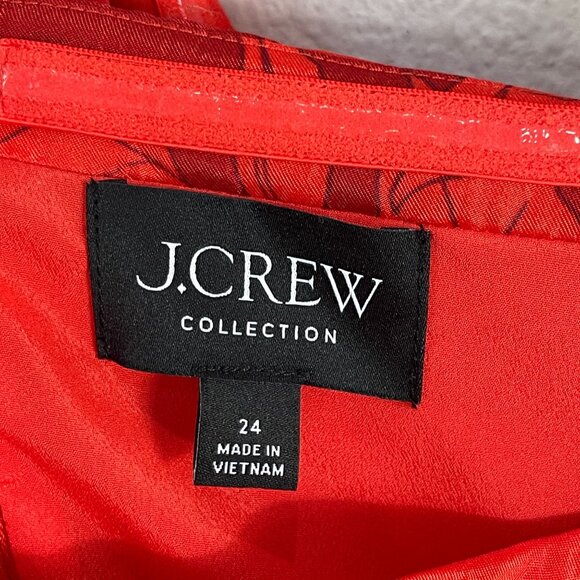 J.CREW
COLLECTION
24
MADE IN
VIETNAM